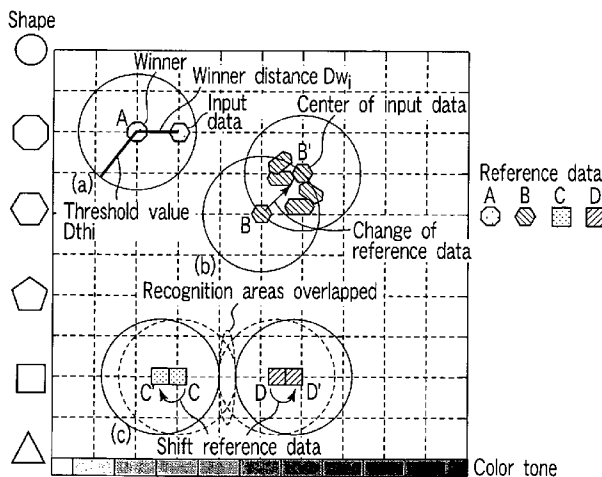 Shape
Winner
Winner distance Dwi
Input
data
Center of input data
A
B'
(a)
Threshold value
Dthi
B
(b)
Change of
reference data
Reference data
A B C D
Recognition areas overlapped
C' C D D'
(c)
Shift reference data
Color tone